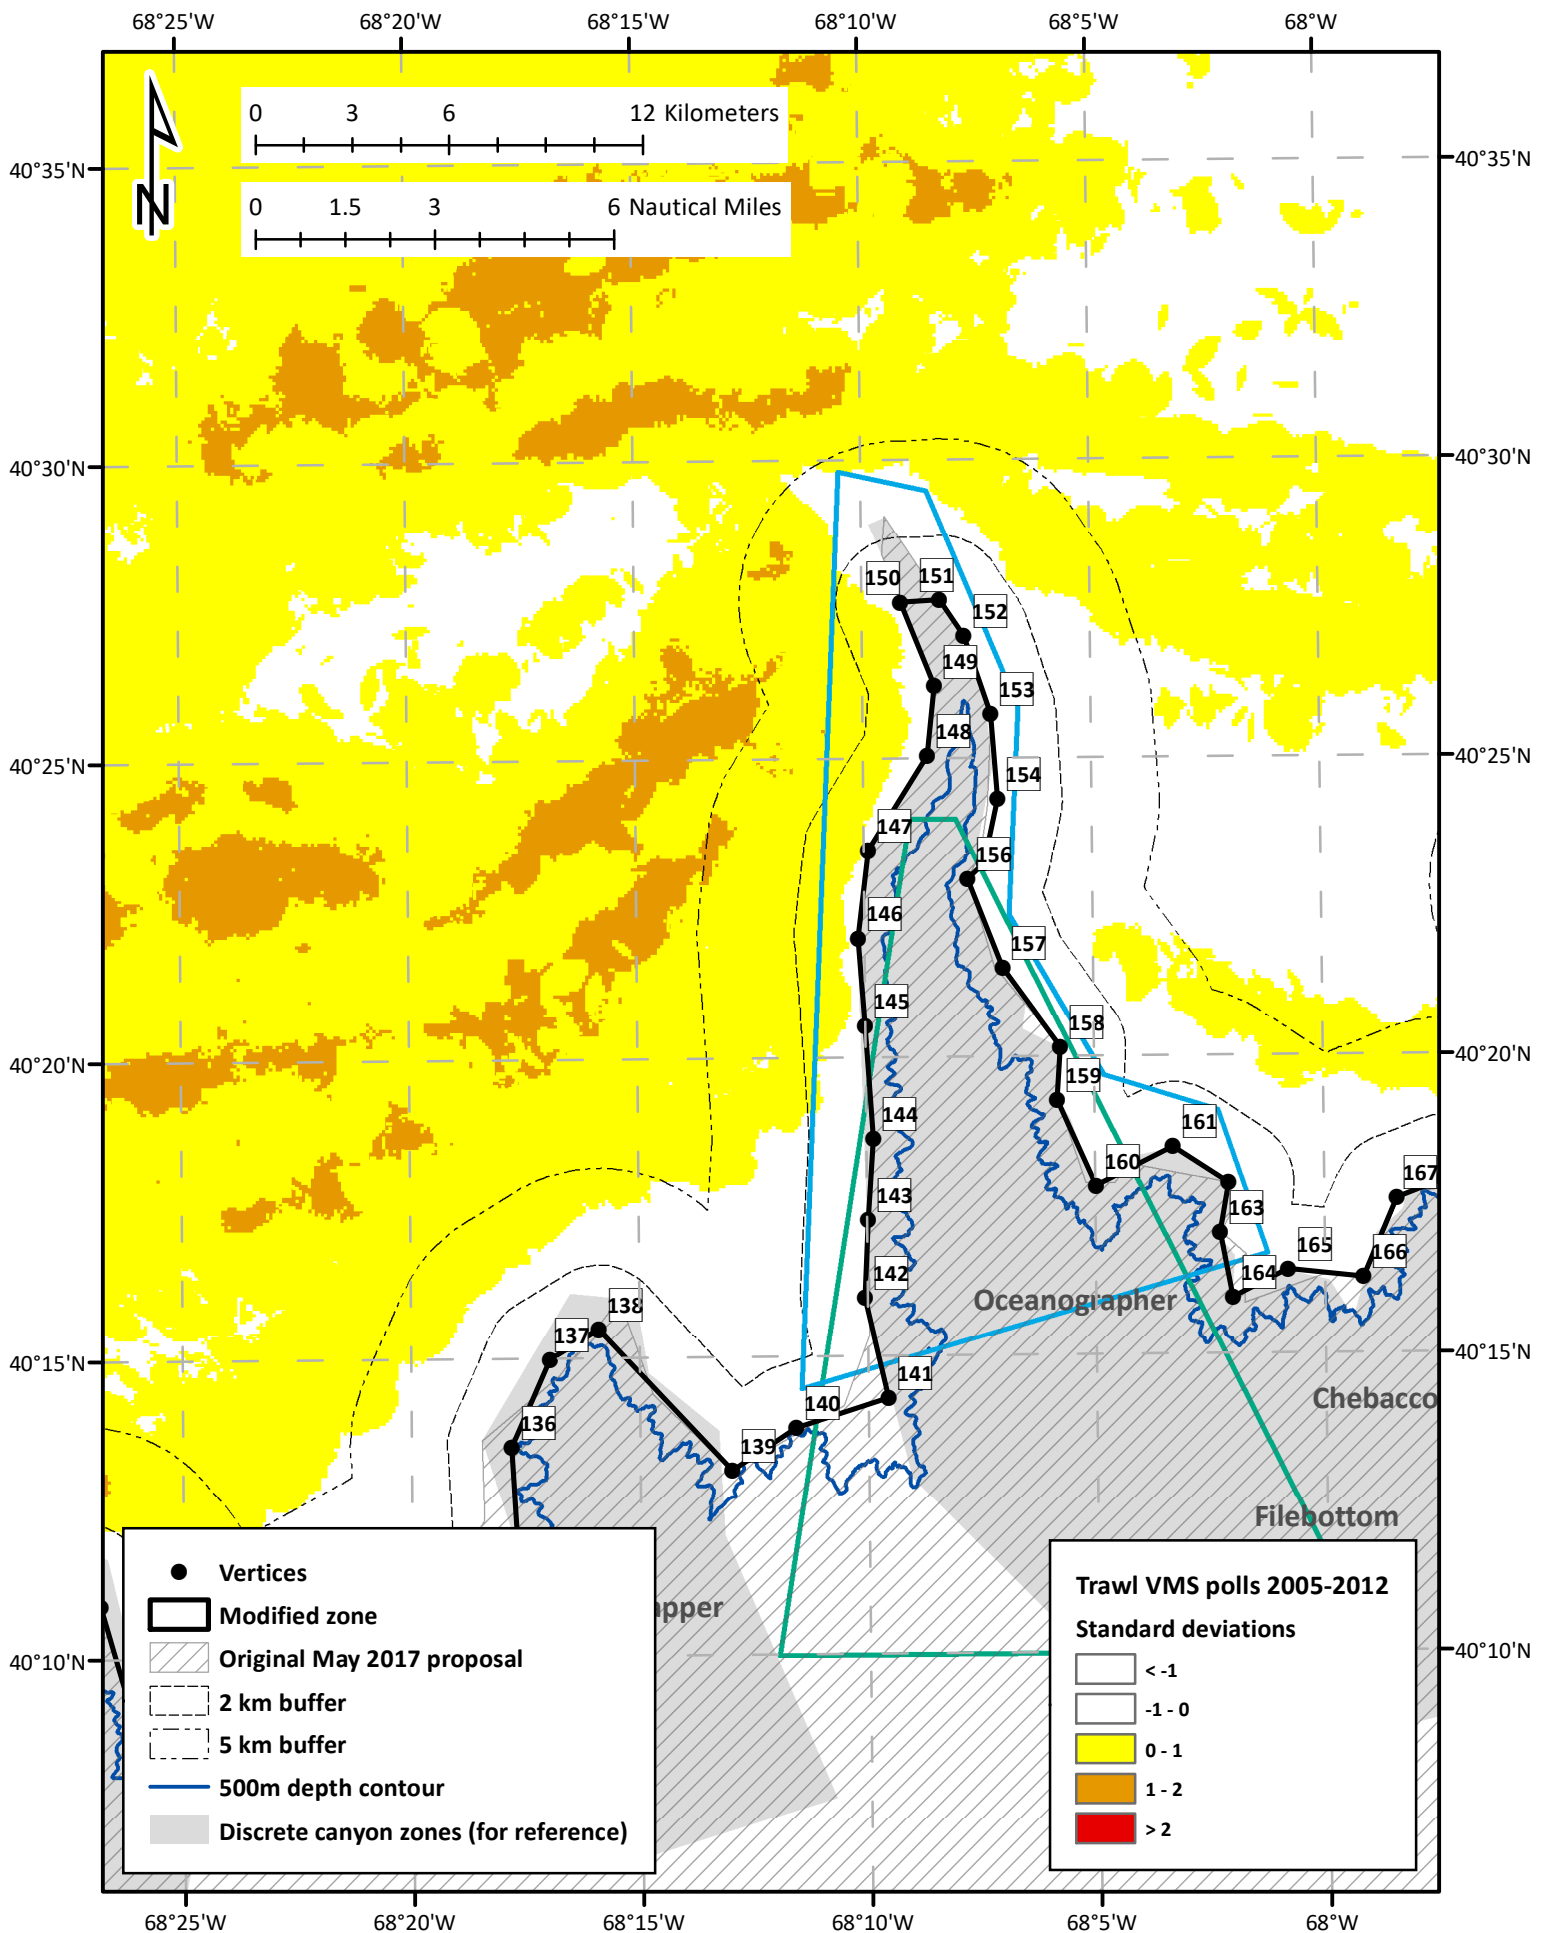 68°25'W 68°20'W 68°15'W 68°10'W 68°5'W 68°W
0 3 6 12 Kilometers
40°35'N 40°35'N
N
0 1.5 3 6 Nautical Miles
40°30'N 40°30'N
150 151
152
149
153
148
40°25'N 40°25'N
154
147
156
146
157
145
158
40°20'N 40°20'N
159
144
161
160
167
143
163
165
166
142
164
Oceanographer
138
137
40°15'N 40°15'N
141
140
Chebacco
136
139
Filebottom
Vertices
Modified zone
Original May 2017 proposal
2 km buffer
5 km buffer
500m depth contour
Discrete canyon zones (for reference)
pper
Trawl VMS polls 2005-2012
Standard deviations
< -1
-1 - 0
0 - 1
1 - 2
> 2
40°10'N 40°10'N
68°25'W 68°20'W 68°15'W 68°10'W 68°5'W 68°W